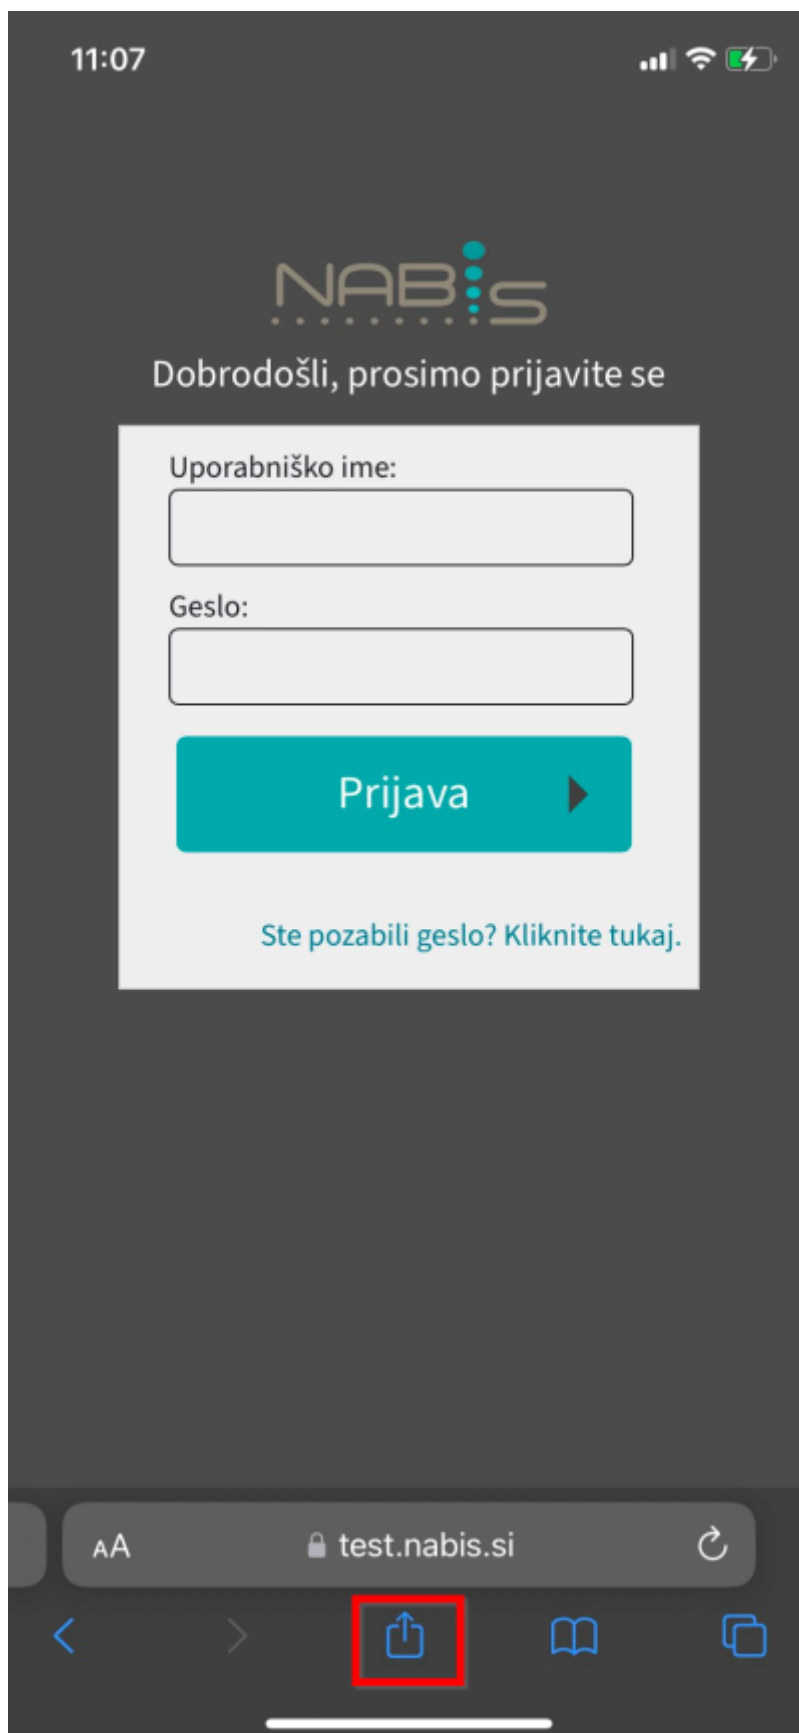 11:07
NABiS
Dobrodošli, prosimo prijavite se
Uporabniško ime:
Geslo:
Prijava
Ste pozabili geslo? Kliknite tukaj.
AA test.nabis.si